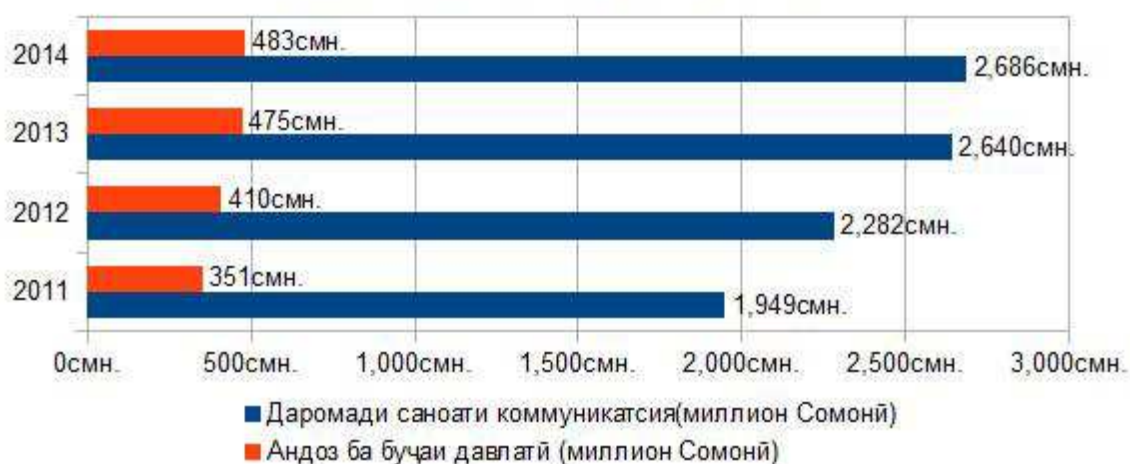 2014
483смн.
2,686смн.
2013
475смн.
2,640смн.
2012
410смн.
2,282смн.
2011
351смн.
1,949смн.
0смн. 500смн. 1,000смн. 1,500смн. 2,000смн. 2,500смн. 3,000смн.
Даромади саноати коммуникатсия(миллион Сомонӣ)
Андоз ба буҷаи давлатӣ (миллион Сомонӣ)